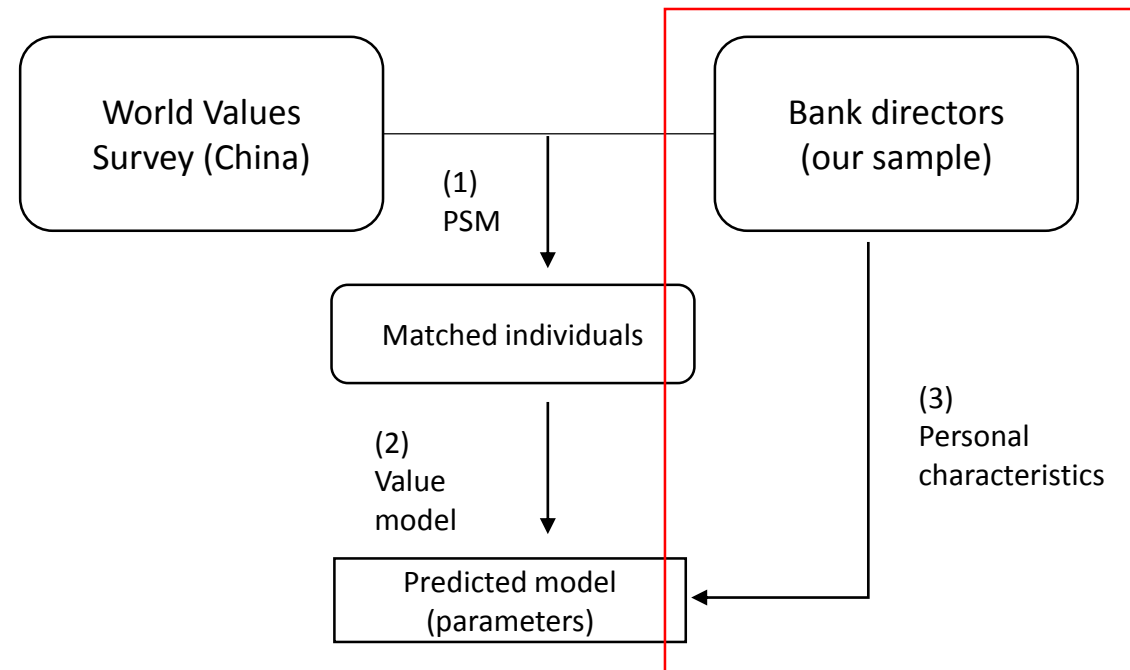 World Values
Survey (China)
Bank directors
(our sample)
(1)
PSM
Matched individuals
(2)
Value
model
(3)
Personal
characteristics
Predicted model
(parameters)